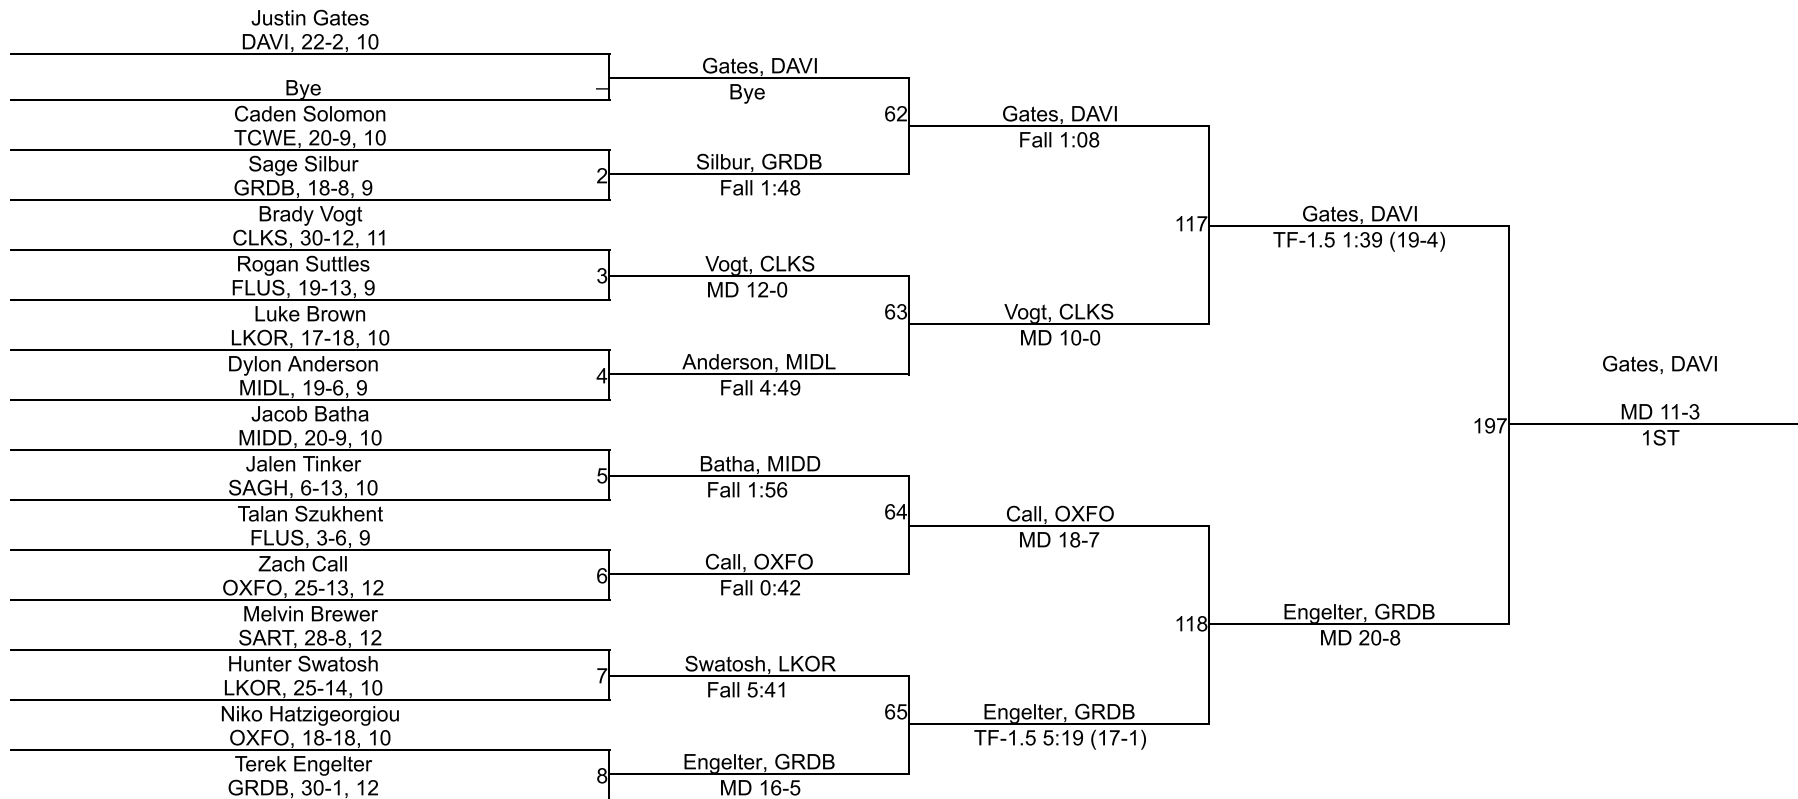 Justin Gates
DAVI, 22-2, 10
Bye
Caden Solomon
TCWE, 20-9, 10
Sage Silbur
GRDB, 18-8, 9
2
Brady Vogt
CLKS, 30-12, 11
Rogan Suttles
FLUS, 19-13, 9
3
Luke Brown
LKOR, 17-18, 10
Dylon Anderson
MIDL, 19-6, 9
4
Jacob Batha
MIDD, 20-9, 10
Jalen Tinker
SAGH, 6-13, 10
5
Talan Szukhent
FLUS, 3-6, 9
Zach Call
OXFO, 25-13, 12
6
Melvin Brewer
SART, 28-8, 12
Hunter Swatosh
LKOR, 25-14, 10
7
Niko Hatzigeorgiou
OXFO, 18-18, 10
Terek Engelter
GRDB, 30-1, 12
8
Gates, DAVI
Bye
62
Silbur, GRDB
Fall 1:48
Vogt, CLKS
MD 12-0
63
Anderson, MIDL
Fall 4:49
Batha, MIDD
Fall 1:56
64
Call, OXFO
Fall 0:42
Swatosh, LKOR
Fall 5:41
65
Engelter, GRDB
MD 16-5
Gates, DAVI
Fall 1:08
117
Vogt, CLKS
MD 10-0
Call, OXFO
MD 18-7
118
Engelter, GRDB
TF-1.5 5:19 (17-1)
Gates, DAVI
TF-1.5 1:39 (19-4)
197
Engelter, GRDB
MD 20-8
Gates, DAVI
MD 11-3
1ST